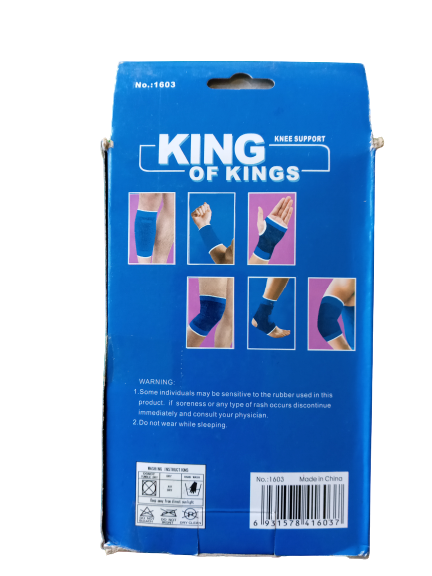 No.:1603
KNEE SUPPORT
KING
OF KINGS
WARNING:
1.Some individuals may be sensitive to the rubber used in this
product. if soreness or any type of rash occurs discontinue
immediately and consult your physician.
2.Do not wear while sleeping.
No.:1603 Made In China
6 931578 416037